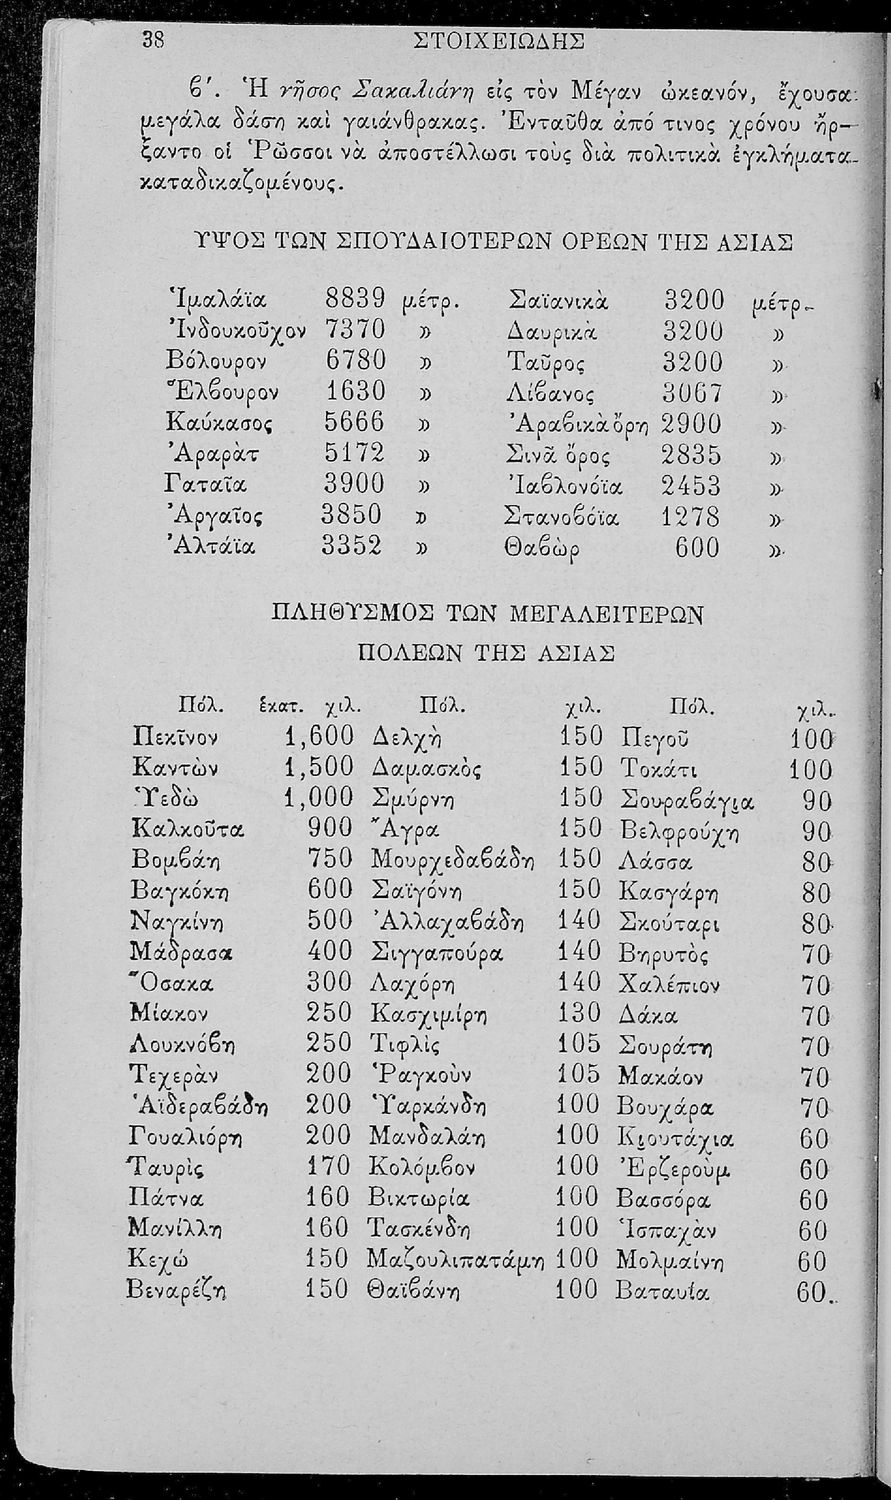 38 ΣΤΟΙΧΕΙΩΔΗΣ
ϐ΄. Ἡ νῆσος Σακαλιάνη εἰς τὸν Μέγαν ὠκεανόν, ἔχουσα
μεγάλα δάση καὶ γαιάνθρακας. Ἐνταῦθα ἀπό τινος χρόνου ἤρ-
ξαντο οἱ Ῥῶσσοι νὰ ἀποστέλλωσι τοὺς διὰ πολιτικὰ ἐγκλήματα
καταδικαζομένους.
ΥΨΟΣ ΤΩΝ ΣΠΟΥΔΑΙΟΤΕΡΩΝ ΟΡΕΩΝ ΤΗΣ ΑΣΙΑΣ
Ἱμαλάϊα 8839 μέτρ. Σαϊανικὰ 3200 μέτρ.
Ἰνδουκοῦχον 7370 » Δαυρικὰ 3200 »
Βόλουρον 6780 » Ταῦρος 3200 »
Ἔλϐουρον 1630 » Λίϐανος 3067 »
Καύκασος 5666 » Ἀραϐικὰ ὄρη 2900 »
Ἀραρὰτ 5172 » Σινᾶ ὄρος 2835 »
Γαταῖα 3900 » Ἰαϐλονόϊα 2453 »
Ἀργαῖος 3850 » Στανοϐόϊα 1278 »
Ἀλτάϊα 3352 » Θαϐὼρ 600 »
ΠΛΗΘΥΣΜΟΣ ΤΩΝ ΜΕΓΑΛΕΙΤΕΡΩΝ
ΠΟΛΕΩΝ ΤΗΣ ΑΣΙΑΣ
Πόλ. ἑκατ. χιλ. Πόλ. χιλ. Πόλ. χιλ.
Πεκῖνον 1,600 Δελχὴ 150 Πεγοῦ 100
Καντὼν 1,500 Δαμασκὸς 150 Τοκάτι 100
Ὑεδὼ 1,000 Σμύρνη 150 Σουραϐάγια 90
Καλκοῦτα 900 Ἄγρα 150 Βελφρούχη 90
Βομϐάη 750 Μουρχεδαϐάδη 150 Λάσσα 80
Βαγκόκη 600 Σαϊγόνη 150 Κασγάρη 80
Ναγκίνη 500 Ἀλλαχαϐάδη 140 Σκούταρι 80
Μάδρασα 400 Σιγγαπούρα 140 Βηρυτὸς 70
Ὄσακα 300 Λαχόρη 140 Χαλέπιον 70
Μίακον 250 Κασχιμίρη 130 Δάκα 70
Λουκνόϐη 250 Τιφλὶς 105 Σουράτη 70
Τεχερὰν 200 Ῥαγκοὺν 105 Μακάον 70
Ἀϊδεραϐάδη 200 Ὑαρκάνδη 100 Βουχάρα 70
Γουαλιόρη 200 Μανδαλάη 100 Κιουτάχια 60
Ταυρὶς 170 Κολόμϐον 100 Ἐρζεροὺμ 60
Πάτνα 160 Βικτωρία 100 Βασσόρα 60
Μανίλλη 160 Τασκένδη 100 Ἰσπαχὰν 60
Κεχώ 150 Μαζουλιπατάμη 100 Μολμαίνη 60
Βεναρέζη 150 Θαϊϐάνη 100 Βαταυία 60.